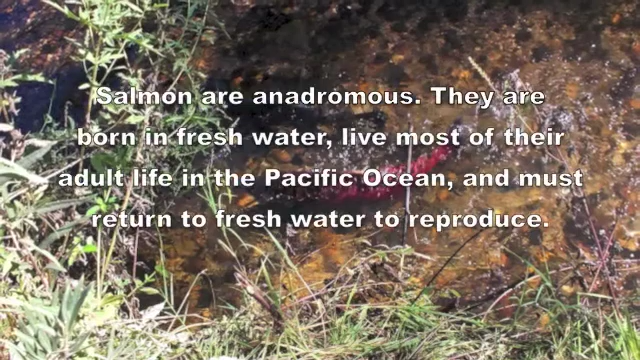 Salmon are anadromous. They are
born in fresh water, live most of their
adult life in the Pacific Ocean, and must
return to fresh water to reproduce.